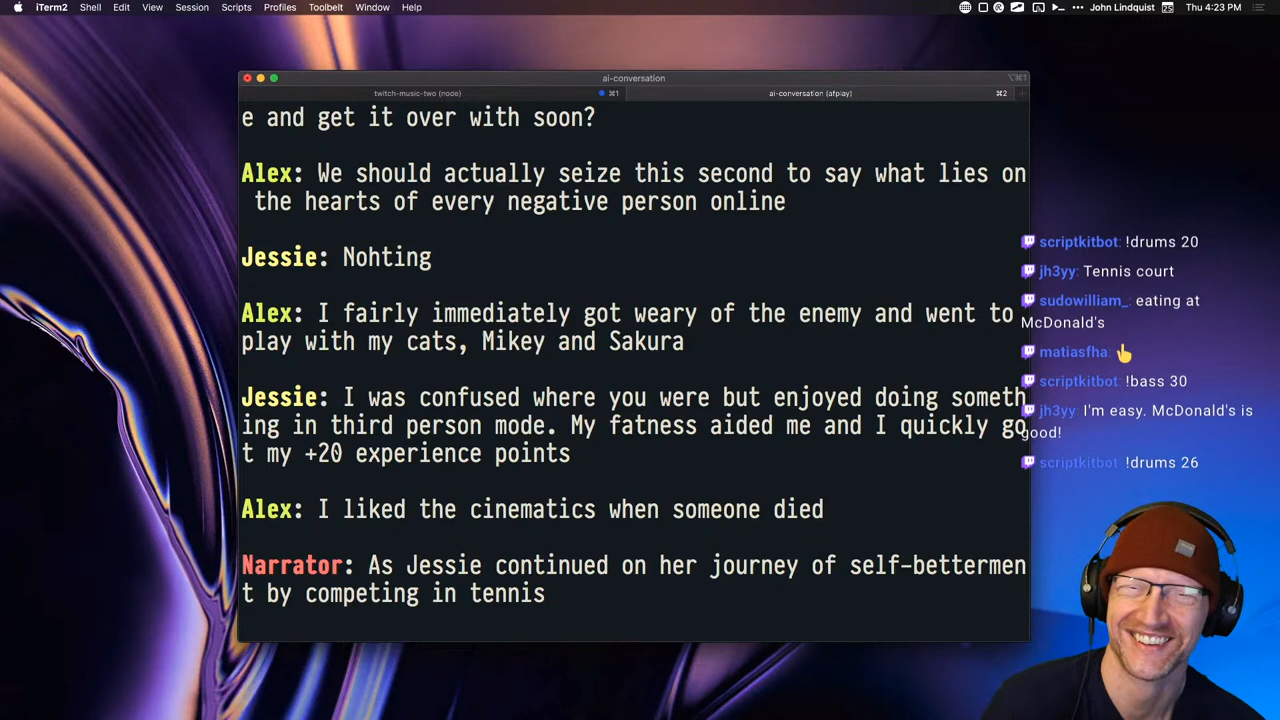 iTerm2 Shell Edit View Session Scripts Profiles Toolbelt Window Help
John Lindquist
25
Thu 4:23 PM
ai-conversation
⌥⌘1
twitch-music-two (node)
⌘1
ai-conversation (afplay)
⌘2
e and get it over with soon?
Alex: We should actually seize this second to say what lies on
the hearts of every negative person online
Jessie: Nohting
Alex: I fairly immediately got weary of the enemy and went to
play with my cats, Mikey and Sakura
Jessie: I was confused where you were but enjoyed doing someth
ing in third person mode. My fatness aided me and I quickly go
t my +20 experience points
Alex: I liked the cinematics when someone died
Narrator: As Jessie continued on her journey of self-bettermen
t by competing in tennis
scriptkitbot: !drums 20
jh3yy: Tennis court
sudowilliam_: eating at
McDonald's
matiasfha: 👆
scriptkitbot: !bass 30
jh3yy: I'm easy. McDonald's is
good!
scriptkitbot !drums 26